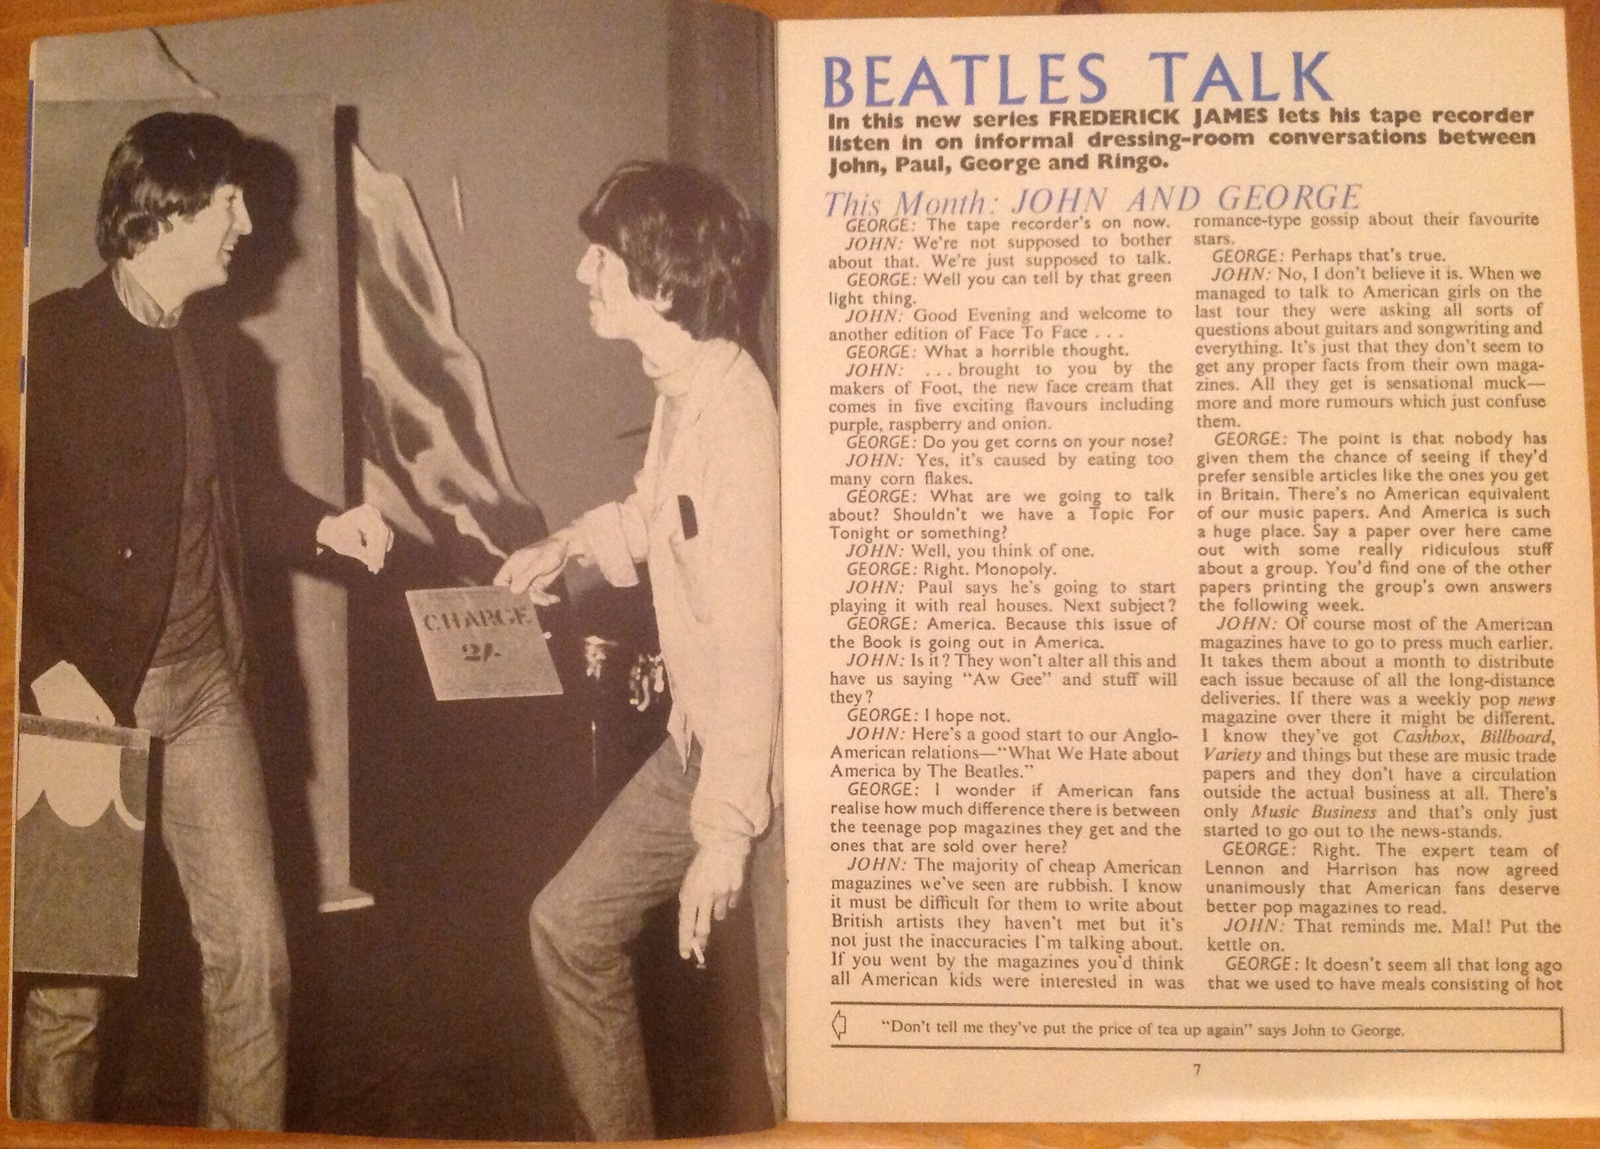 CHARGE
2/-
BEATLES TALK
In this new series FREDERICK JAMES lets his tape recorder
listen in on informal dressing-room conversations between
John, Paul, George and Ringo.
This Month: JOHN AND GEORGE
GEORGE: The tape recorder's on now.
JOHN: We're not supposed to bother
about that. We're just supposed to talk.
GEORGE: Well you can tell by that green
light thing.
JOHN: Good Evening and welcome to
another edition of Face To Face . . .
GEORGE: What a horrible thought.
JOHN: . . . brought to you by the
makers of Foot, the new face cream that
comes in five exciting flavours including
purple, raspberry and onion.
GEORGE: Do you get corns on your nose?
JOHN: Yes, it's caused by eating too
many corn flakes.
GEORGE: What are we going to talk
about? Shouldn't we have a Topic For
Tonight or something?
JOHN: Well, you think of one.
GEORGE: Right. Monopoly.
JOHN: Paul says he's going to start
playing it with real houses. Next subject?
GEORGE: America. Because this issue of
the Book is going out in America.
JOHN: Is it? They won't alter all this and
have us saying "Aw Gee" and stuff will
they?
GEORGE: I hope not.
JOHN: Here's a good start to our Anglo-
American relations—"What We Hate about
America by The Beatles."
GEORGE: I wonder if American fans
realise how much difference there is between
the teenage pop magazines they get and the
ones that are sold over here?
JOHN: The majority of cheap American
magazines we've seen are rubbish. I know
it must be difficult for them to write about
British artists they haven't met but it's
not just the inaccuracies I'm talking about.
If you went by the magazines you'd think
all American kids were interested in was
romance-type gossip about their favourite
stars.
GEORGE: Perhaps that's true.
JOHN: No, I don't believe it is. When we
managed to talk to American girls on the
last tour they were asking all sorts of
questions about guitars and songwriting and
everything. It's just that they don't seem to
get any proper facts from their own maga-
zines. All they get is sensational muck—
more and more rumours which just confuse
them.
GEORGE: The point is that nobody has
given them the chance of seeing if they'd
prefer sensible articles like the ones you get
in Britain. There's no American equivalent
of our music papers. And America is such
a huge place. Say a paper over here came
out with some really ridiculous stuff
about a group. You'd find one of the other
papers printing the group's own answers
the following week.
JOHN: Of course most of the American
magazines have to go to press much earlier.
It takes them about a month to distribute
each issue because of all the long-distance
deliveries. If there was a weekly pop news
magazine over there it might be different.
I know they've got Cashbox, Billboard,
Variety and things but these are music trade
papers and they don't have a circulation
outside the actual business at all. There's
only Music Business and that's only just
started to go out to the news-stands.
GEORGE: Right. The expert team of
Lennon and Harrison has now agreed
unanimously that American fans deserve
better pop magazines to read.
JOHN: That reminds me. Mal! Put the
kettle on.
GEORGE: It doesn't seem all that long ago
that we used to have meals consisting of hot
"Don't tell me they've put the price of tea up again" says John to George.
7